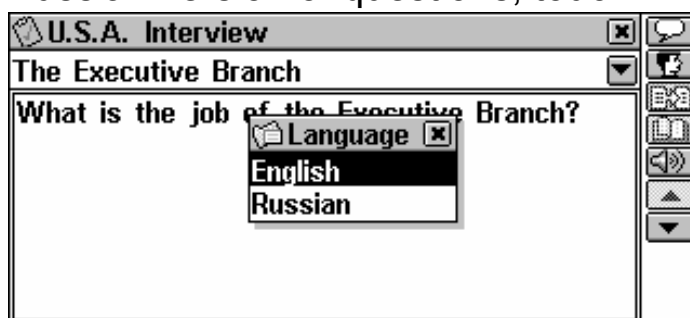 U.S.A. Interview
The Executive Branch
What is the job of the Executive Branch?
Language
English
Russian